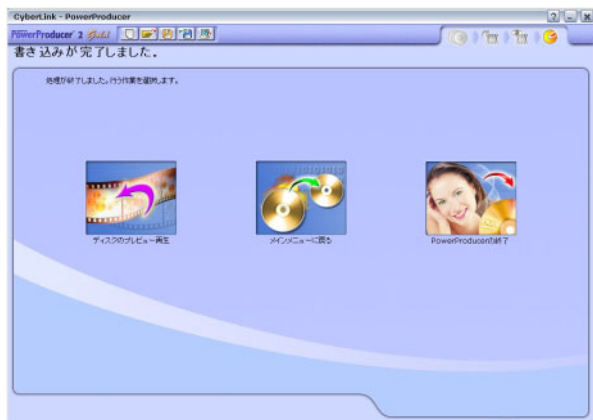 CyberLink - PowerProducer
PowerProducer 2 Gold
書き込みが完了しました。
処理が終了しました。行う作業を選択します。
ディスクのプレビュー再生
メインメニューに戻る
PowerProducerの終了